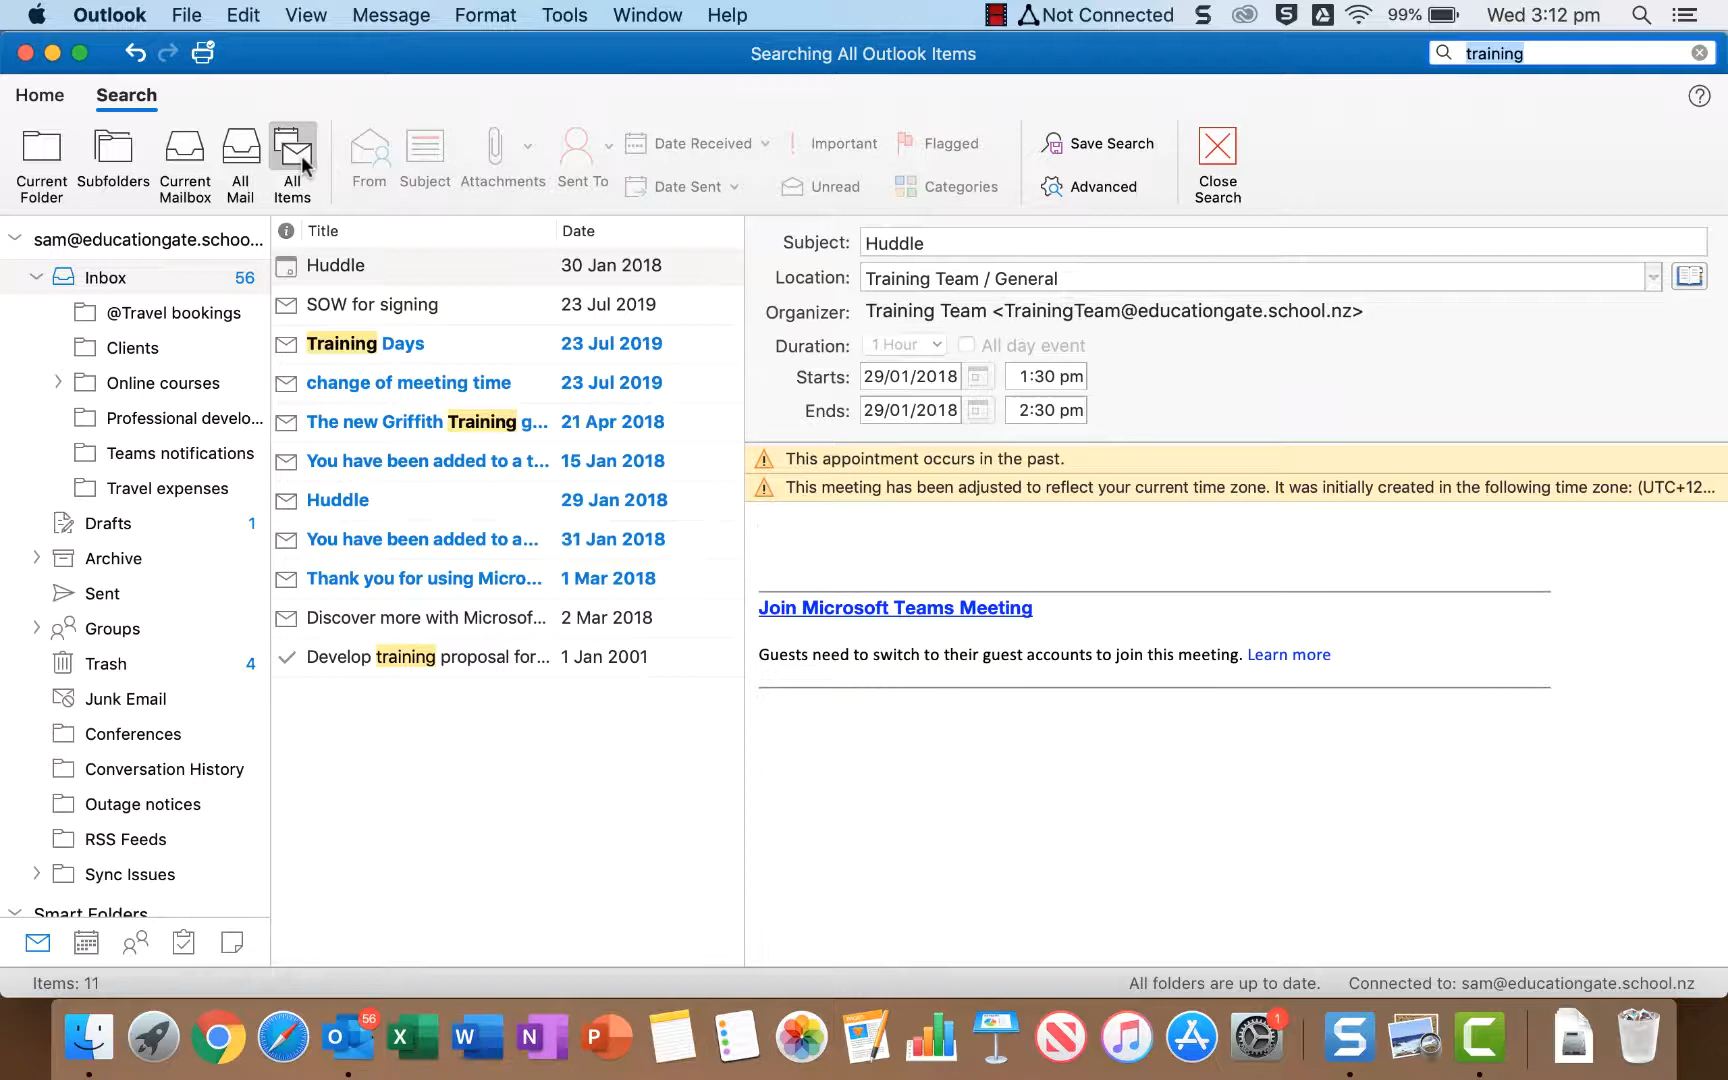 Outlook File Edit View Message Format Tools Window Help Not Connected 99% Wed 3:12 pm
Searching All Outlook Items
training
Home Search
Current Folder
Subfolders
Current Mailbox
All Mail
All Items
From
Subject
Attachments
Sent To
Date Received
Date Sent
Important
Unread
Flagged
Categories
Save Search
Advanced
Close Search
sam@educationgate.schoo...
Inbox 56
@Travel bookings
Clients
Online courses
Professional develo...
Teams notifications
Travel expenses
Drafts 1
Archive
Sent
Groups
Trash 4
Junk Email
Conferences
Conversation History
Outage notices
RSS Feeds
Sync Issues
Smart Folders
Title Date
Huddle 30 Jan 2018
SOW for signing 23 Jul 2019
Training Days 23 Jul 2019
change of meeting time 23 Jul 2019
The new Griffith Training g... 21 Apr 2018
You have been added to a t... 15 Jan 2018
Huddle 29 Jan 2018
You have been added to a... 31 Jan 2018
Thank you for using Micro... 1 Mar 2018
Discover more with Microsof... 2 Mar 2018
Develop training proposal for... 1 Jan 2001
Subject: Huddle
Location: Training Team / General
Organizer: Training Team <TrainingTeam@educationgate.school.nz>
Duration: 1 Hour All day event
Starts: 29/01/2018 1:30 pm
Ends: 29/01/2018 2:30 pm
This appointment occurs in the past.
This meeting has been adjusted to reflect your current time zone. It was initially created in the following time zone: (UTC+12...
Join Microsoft Teams Meeting
Guests need to switch to their guest accounts to join this meeting. Learn more
Items: 11
All folders are up to date. Connected to: sam@educationgate.school.nz
56
1